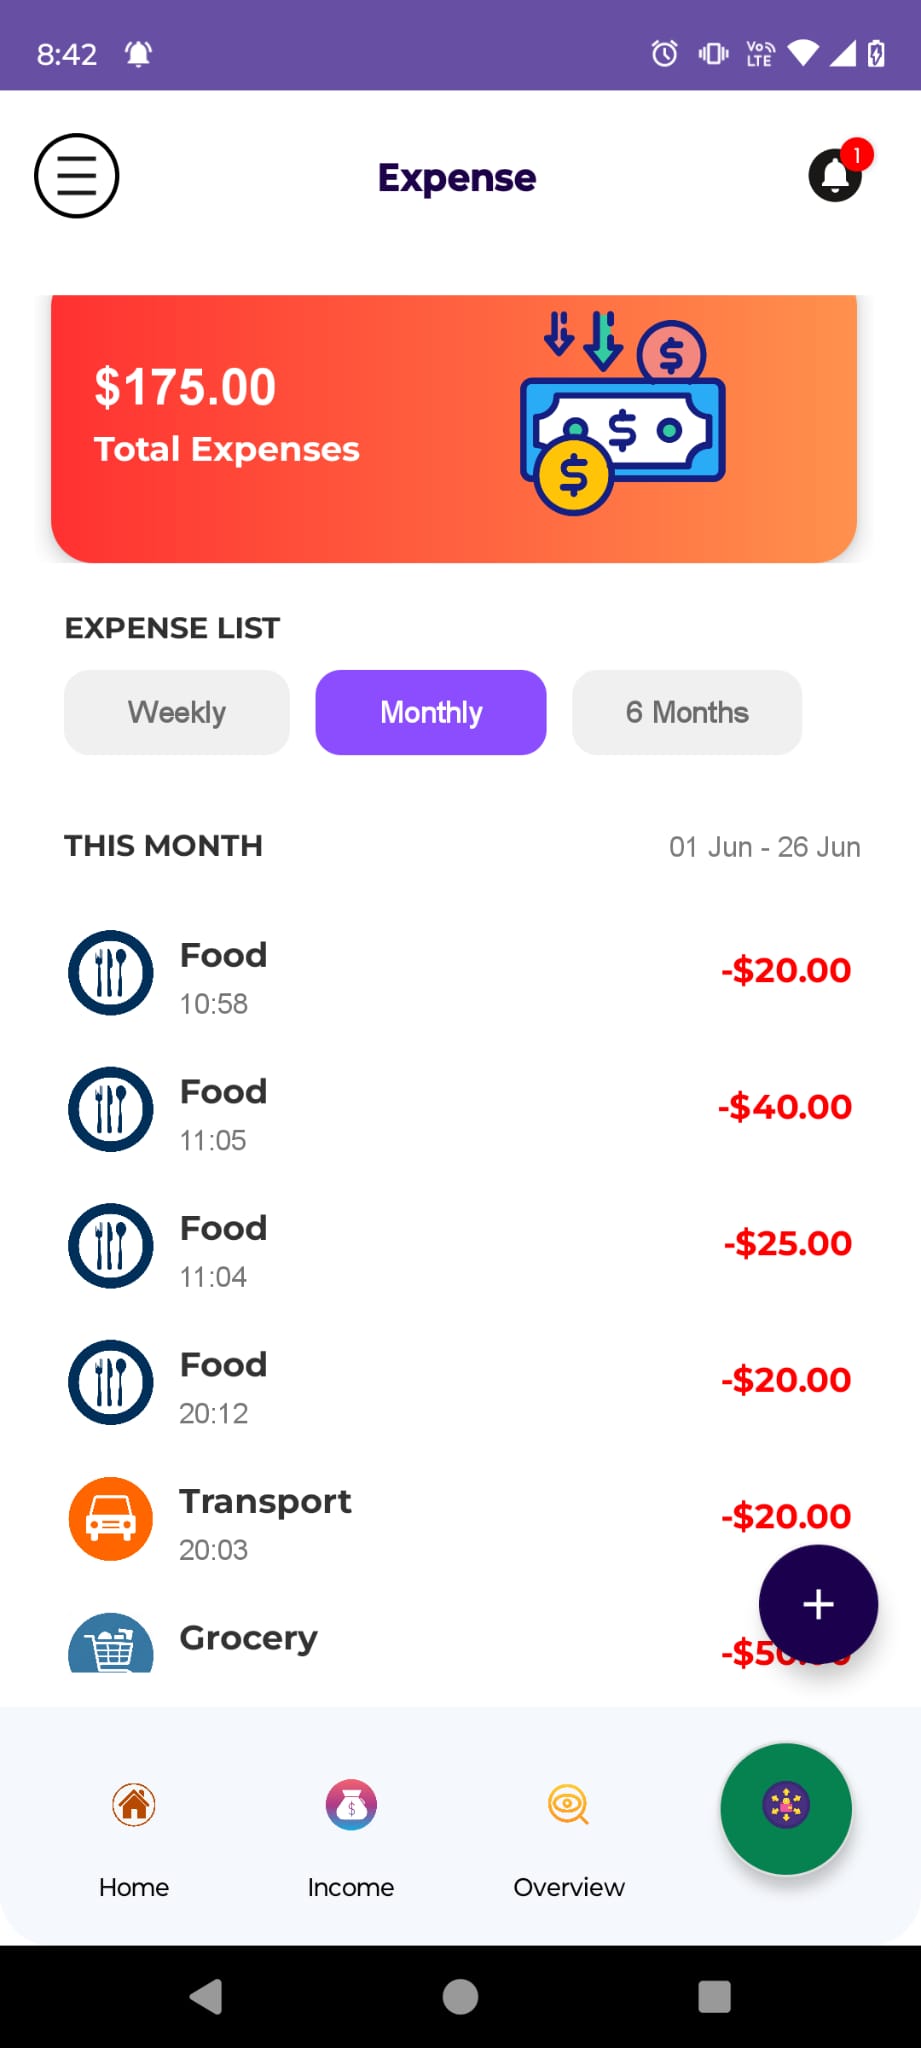 8:42
Vo
LTE
Expense
1
$175.00
Total Expenses
EXPENSE LIST
Weekly
Monthly
6 Months
THIS MONTH
01 Jun - 26 Jun
Food
-$20.00
10:58
Food
-$40.00
11:05
Food
-$25.00
11:04
Food
-$20.00
20:12
Transport
-$20.00
20:03
Grocery
Home
Income
Overview